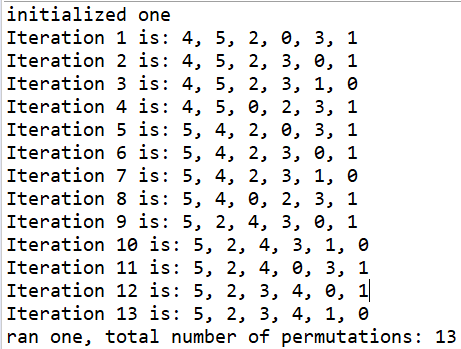 initialized one
Iteration 1 is: 4, 5, 2, 0, 3, 1
Iteration 2 is: 4, 5, 2, 3, 0, 1
Iteration 3 is: 4, 5, 2, 3, 1, 0
Iteration 4 is: 4, 5, 0, 2, 3, 1
Iteration 5 is: 5, 4, 2, 0, 3, 1
Iteration 6 is: 5, 4, 2, 3, 0, 1
Iteration 7 is: 5, 4, 2, 3, 1, 0
Iteration 8 is: 5, 4, 0, 2, 3, 1
Iteration 9 is: 5, 2, 4, 3, 0, 1
Iteration 10 is: 5, 2, 4, 3, 1, 0
Iteration 11 is: 5, 2, 4, 0, 3, 1
Iteration 12 is: 5, 2, 3, 4, 0, 1
Iteration 13 is: 5, 2, 3, 4, 1, 0
ran one, total number of permutations: 13